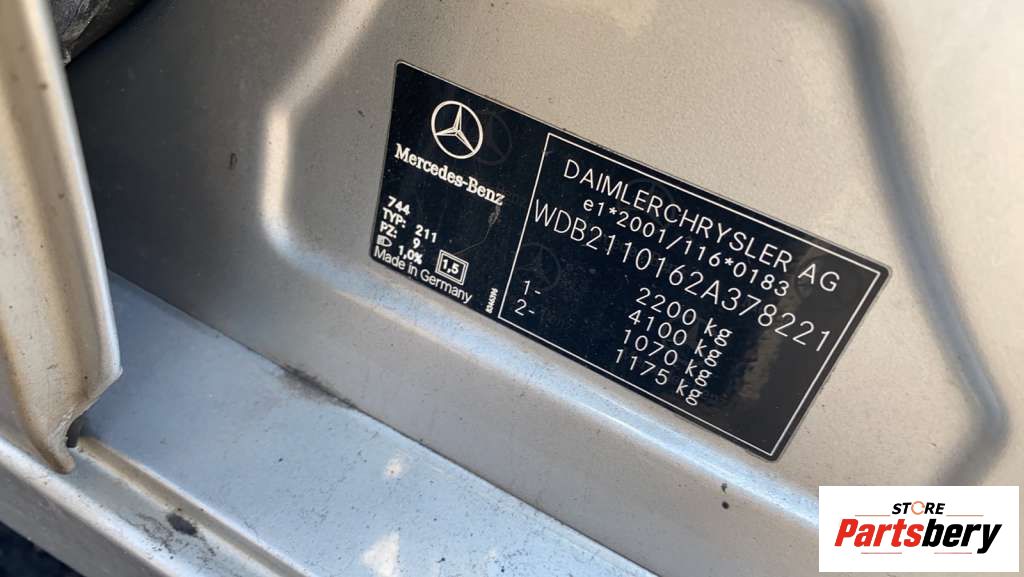 Mercedes-Benz
744
TYP: 211
PZ: 9
1,0%
1,5
Made in Germany
DAIMLERCHRYSLER AG
e1*2001/116*0183
WDB2110162A378221
2200 kg
4100 kg
1- 1070 kg
2- 1175 kg
STORE
Partsbery